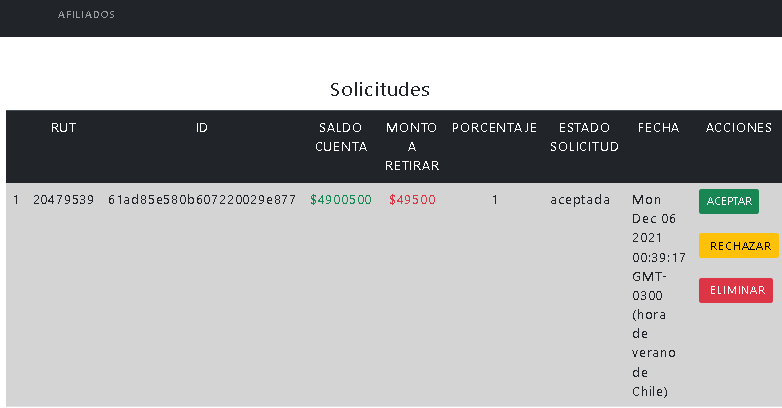 AFILIADOS
Solicitudes
RUT ID SALDO CUENTA MONTO A RETIRAR PORCENTAJE ESTADO SOLICITUD FECHA ACCIONES
1 20479539 61ad85e580b607220029e877 $4900500 $49500 1 aceptada Mon Dec 06 2021 00:39:17 GMT-0300 (hora de verano de Chile)
ACEPTAR
RECHAZAR
ELIMINAR